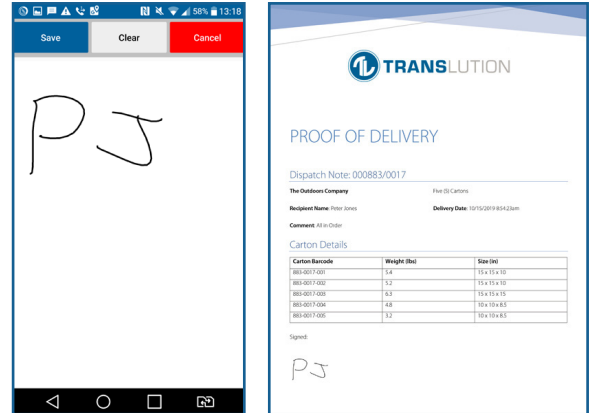 58% 13:18
Save Clear Cancel
PJ
TRANSLUTION
PROOF OF DELIVERY
Dispatch Note: 000883/0017
The Outdoors Company Five (5) Cartons
Recipient Name: Peter Jones Delivery Date: 10/15/2019 8:54:23am
Comment: All in Order
Carton Details
Carton Barcode Weight (lbs) Size (in)
883-0017-001 5.4 15 x 15 x 10
883-0017-002 5.2 15 x 15 x 10
883-0017-003 6.3 15 x 15 x 15
883-0017-004 4.8 10 x 10 x 8.5
883-0017-005 3.2 10 x 10 x 8.5
Signed:
PJ